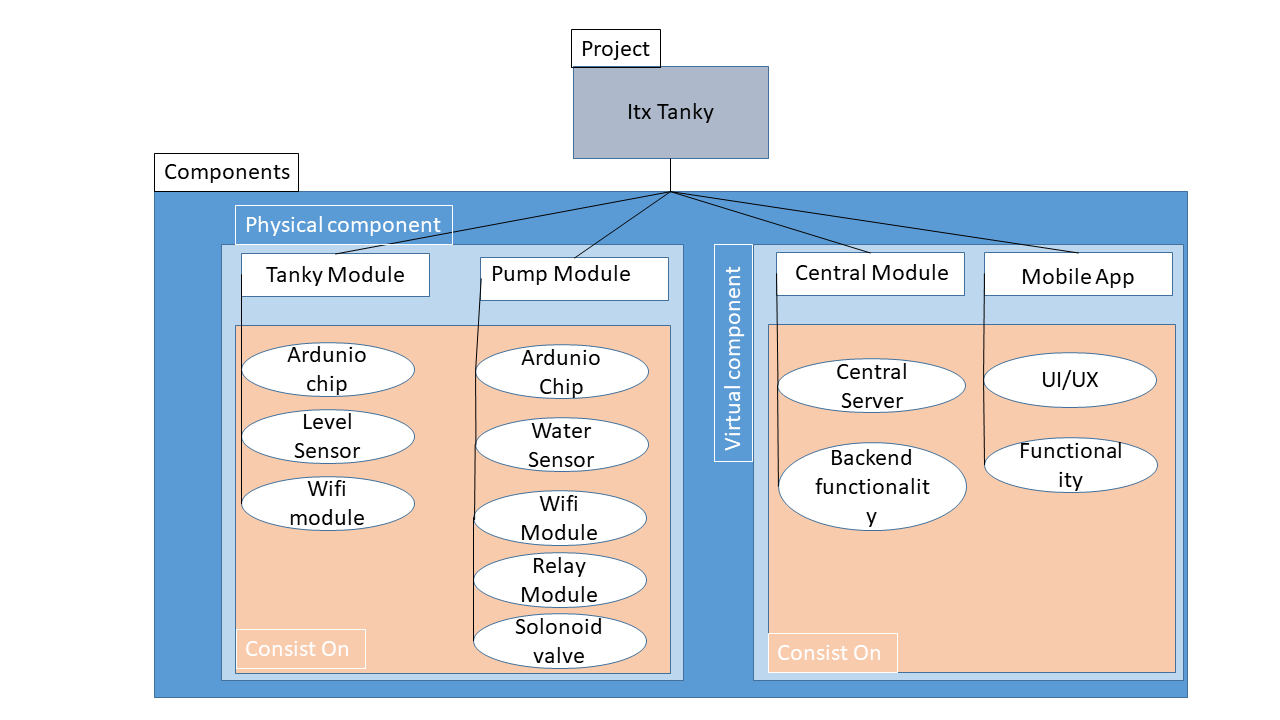 Project
Itx Tanky
Components
Physical component
Virtual component
Tanky Module
Pump Module
Central Module
Mobile App
Ardunio
chip
Level
Sensor
Wifi
module
Ardunio
Chip
Water
Sensor
Wifi
Module
Relay
Module
Solonoid
valve
Consist On
Central
Server
Backend
functionalit
y
UI/UX
Functional
ity
Consist On